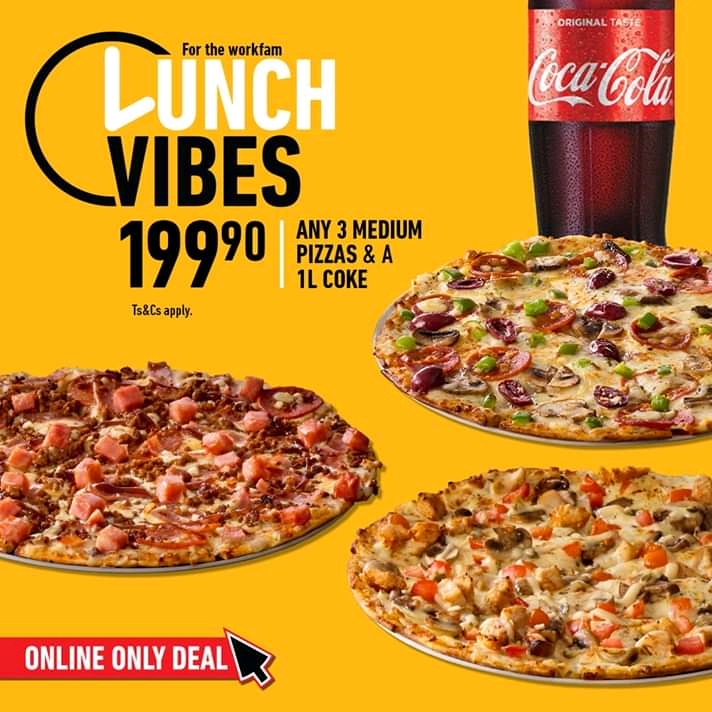 For the workfam
LUNCH
VIBES
19990
ANY 3 MEDIUM
PIZZAS & A
1L COKE
Ts&Cs apply.
ORIGINAL TASTE
Coca-Cola
ONLINE ONLY DEAL